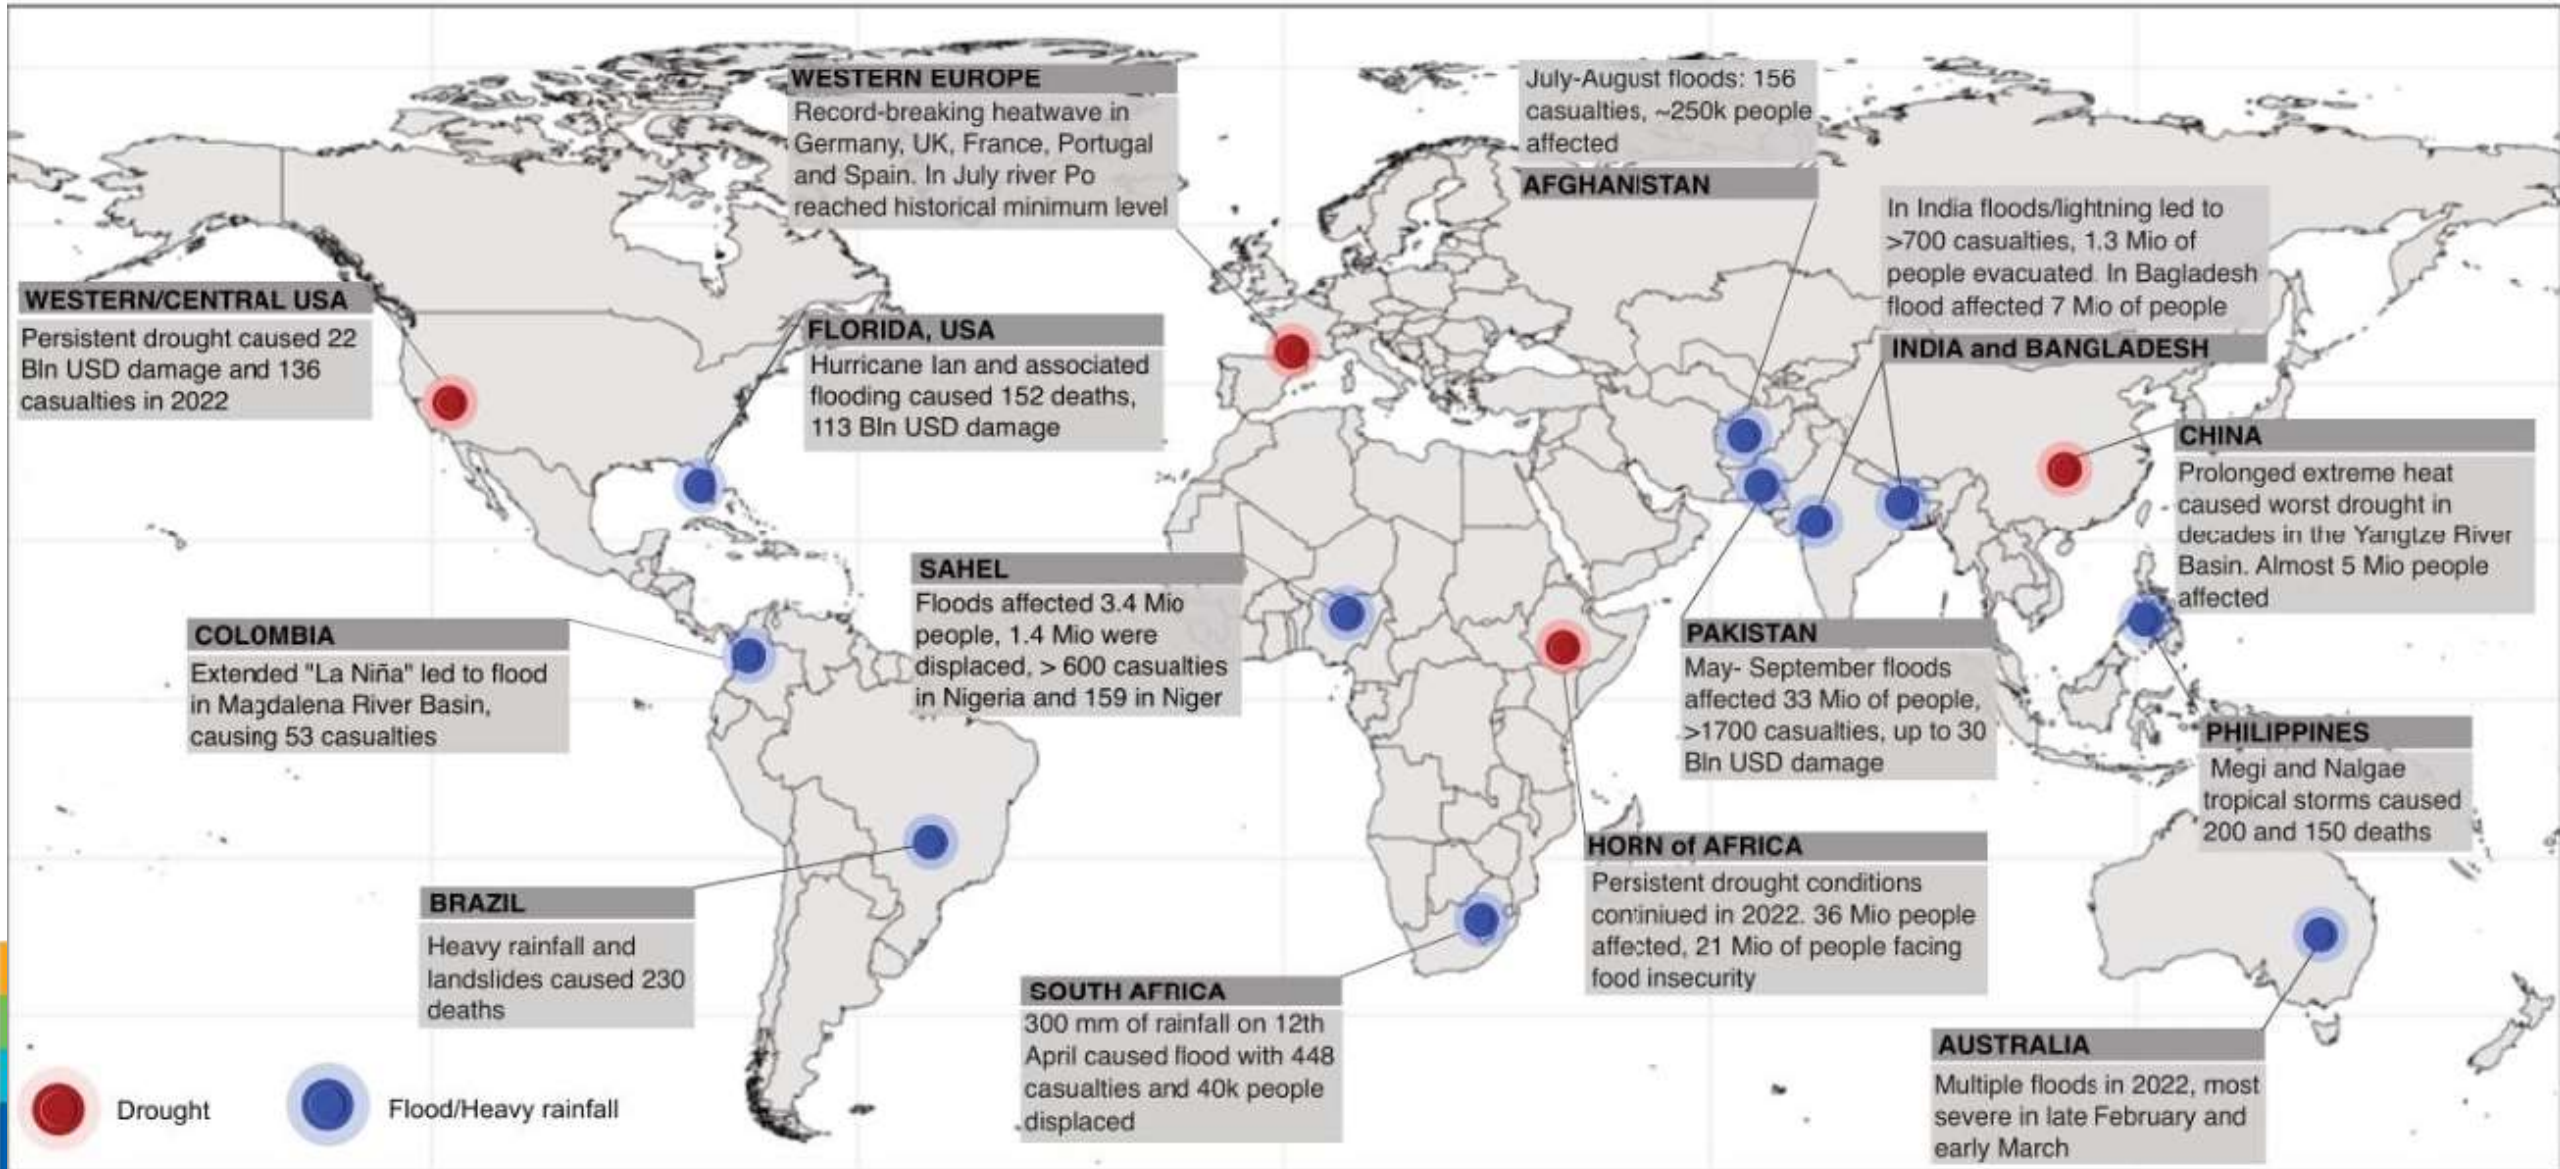 WESTERN EUROPE
Record-breaking heatwave in
Germany, UK, France, Portugal
and Spain. In July river Po
reached historical minimum level
July-August floods: 156
casualties, ~250k people
affected
AFGHANISTAN
In India floods/lightning led to
>700 casualties, 1.3 Mio of
people evacuated. In Bagladesh
flood affected 7 Mio of people
INDIA and BANGLADESH
WESTERN/CENTRAL USA
Persistent drought caused 22
Bln USD damage and 136
casualties in 2022
FLORIDA, USA
Hurricane Ian and associated
flooding caused 152 deaths,
113 Bln USD damage
CHINA
Prolonged extreme heat
caused worst drought in
decades in the Yangtze River
Basin. Almost 5 Mio people
affected
SAHEL
Floods affected 3.4 Mio
people, 1.4 Mio were
displaced, > 600 casualties
in Nigeria and 159 in Niger
COLOMBIA
Extended "La Niña" led to flood
in Magdalena River Basin,
causing 53 casualties
PAKISTAN
May- September floods
affected 33 Mio of people,
>1700 casualties, up to 30
Bln USD damage
PHILIPPINES
Megi and Nalgae
tropical storms caused
200 and 150 deaths
HORN of AFRICA
Persistent drought conditions
continiued in 2022. 36 Mio people
affected, 21 Mio of people facing
food insecurity
BRAZIL
Heavy rainfall and
landslides caused 230
deaths
SOUTH AFRICA
300 mm of rainfall on 12th
April caused flood with 448
casualties and 40k people
displaced
AUSTRALIA
Multiple floods in 2022, most
severe in late February and
early March
Drought
Flood/Heavy rainfall